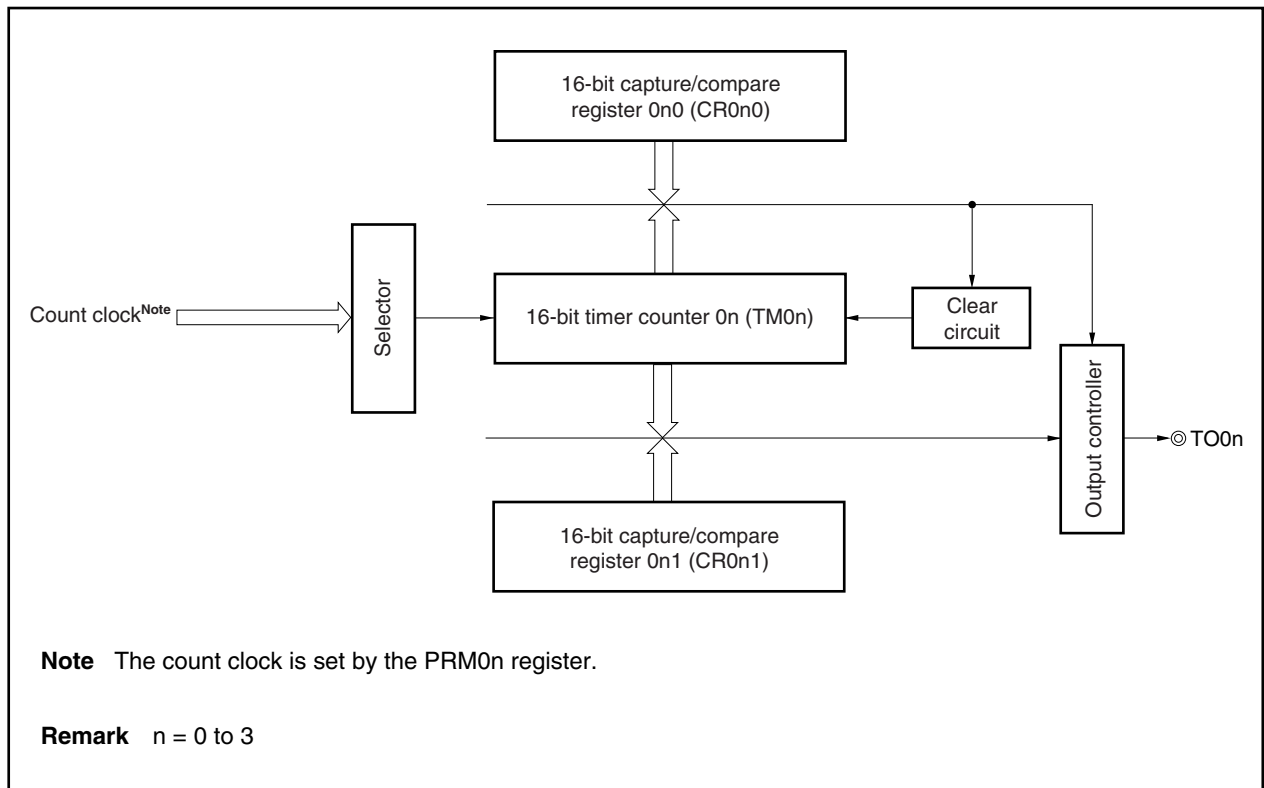 16-bit capture/compare
register 0n0 (CR0n0)
Count clockNote
Selector
16-bit timer counter 0n (TM0n)
Clear
circuit
Output controller
TO0n
16-bit capture/compare
register 0n1 (CR0n1)
Note The count clock is set by the PRM0n register.
Remark n = 0 to 3